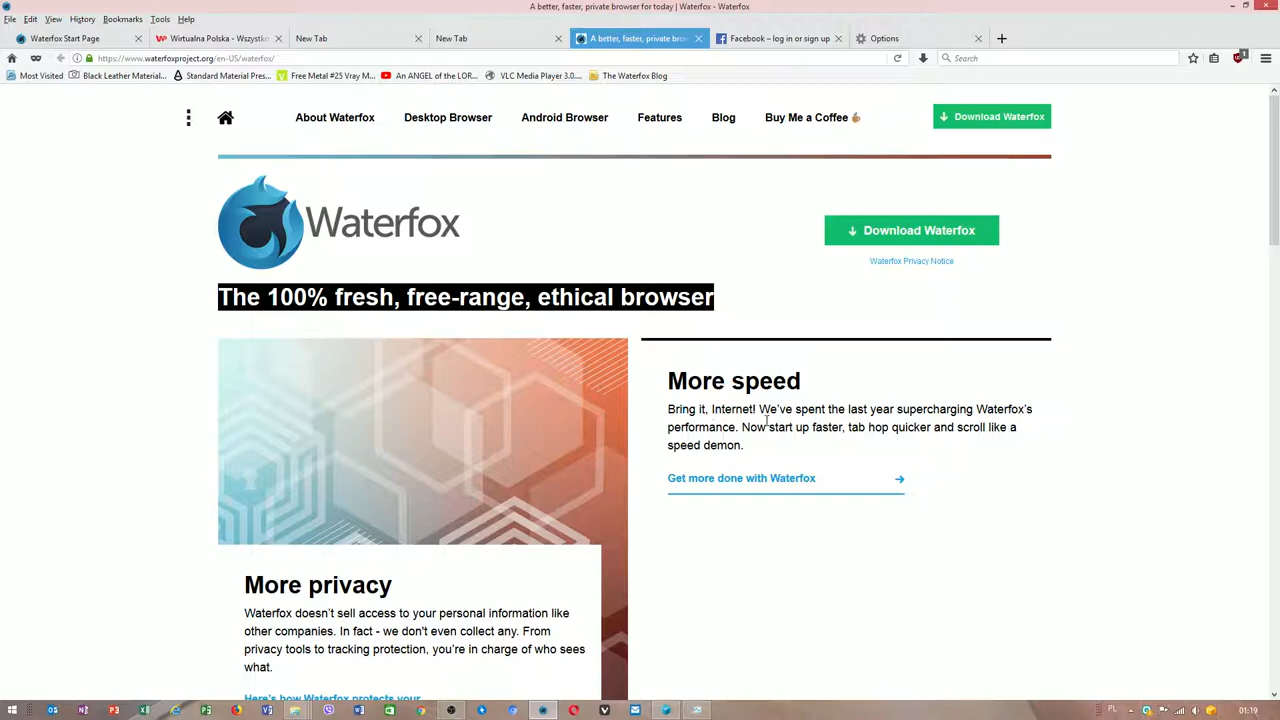 A better, faster, private browser for today | Waterfox - Waterfox
File Edit View History Bookmarks Tools Help
Waterfox Start Page
Wirtualna Polska - Wszystko
New Tab
New Tab
A better, faster, private brow
Facebook – log in or sign up
Options
https://www.waterfoxproject.org/en-US/waterfox/
Search
1
Most Visited
Black Leather Material...
Standard Material Pres...
Free Metal #25 Vray M...
An ANGEL of the LOR...
VLC Media Player 3.0....
The Waterfox Blog
About Waterfox
Desktop Browser
Android Browser
Features
Blog
Buy Me a Coffee
Download Waterfox
Waterfox
Download Waterfox
Waterfox Privacy Notice
The 100% fresh, free-range, ethical browser
More speed
Bring it, Internet! We've spent the last year supercharging Waterfox's
performance. Now start up faster, tab hop quicker and scroll like a
speed demon.
Get more done with Waterfox
More privacy
Waterfox doesn't sell access to your personal information like
other companies. In fact - we don't even collect any. From
privacy tools to tracking protection, you're in charge of who sees
what.
Here's how Waterfox protects your
PL
01:19